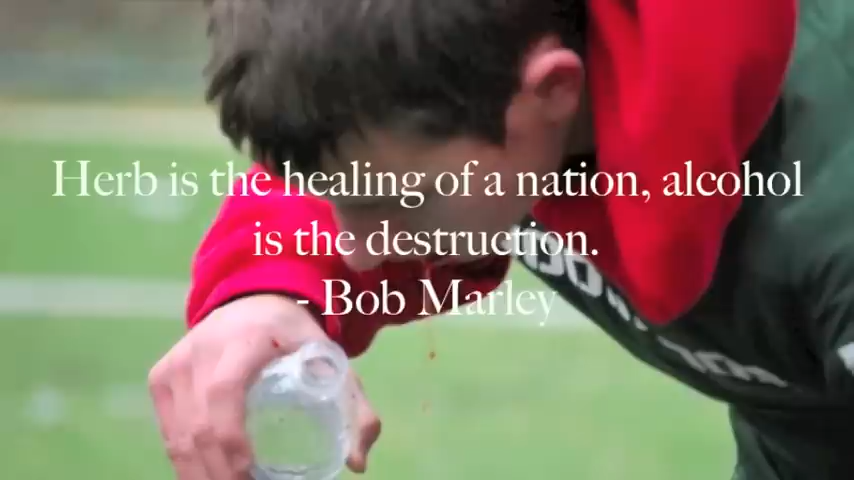 Herb is the healing of a nation, alcohol
is the destruction.
- Bob Marley